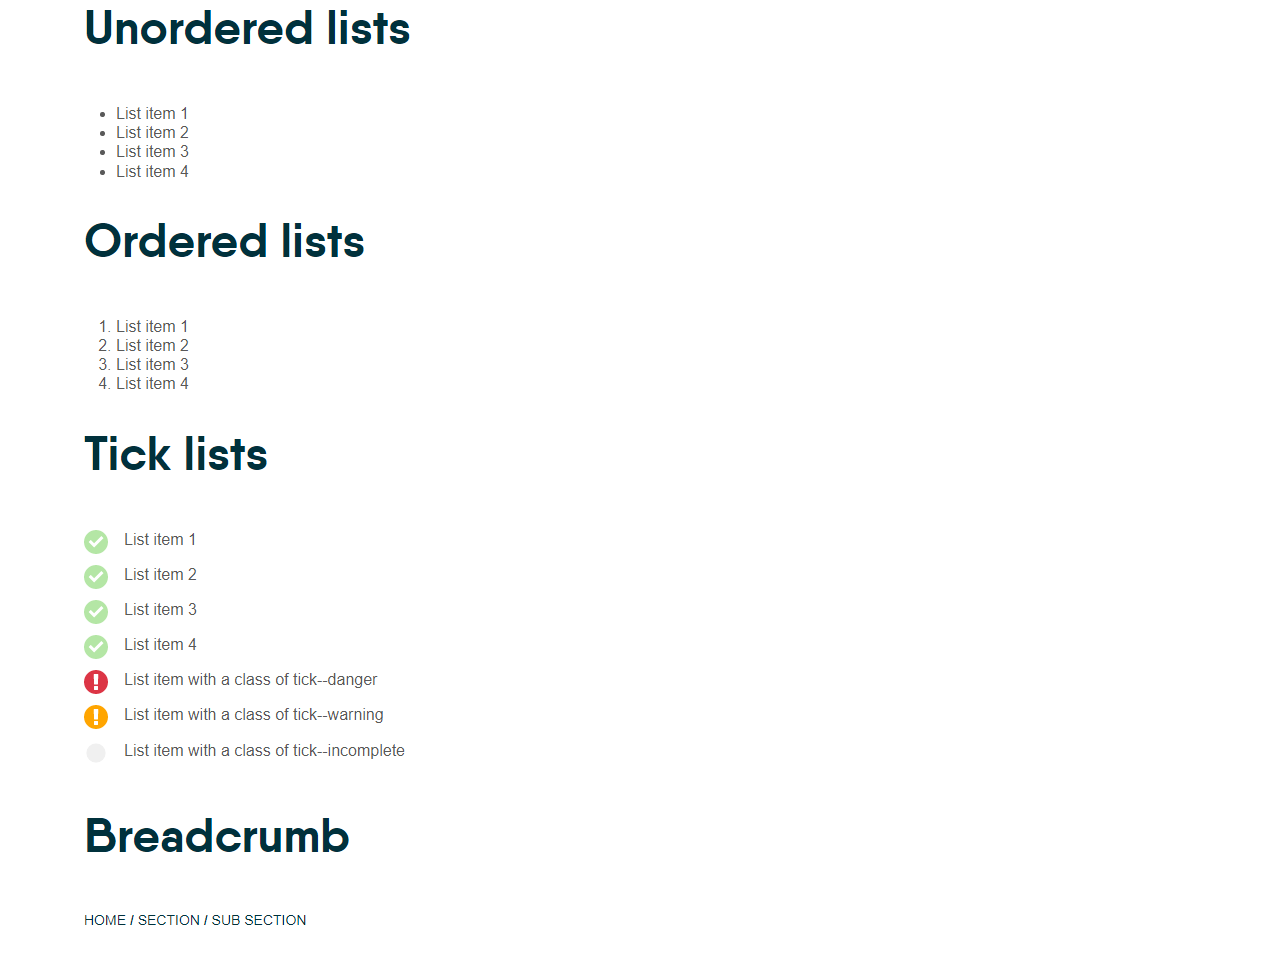 Unordered lists
• List item 1
• List item 2
• List item 3
• List item 4
Ordered lists
1. List item 1
2. List item 2
3. List item 3
4. List item 4
Tick lists
List item 1
List item 2
List item 3
List item 4
List item with a class of tick--danger
List item with a class of tick--warning
List item with a class of tick--incomplete
Breadcrumb
HOME / SECTION / SUB SECTION